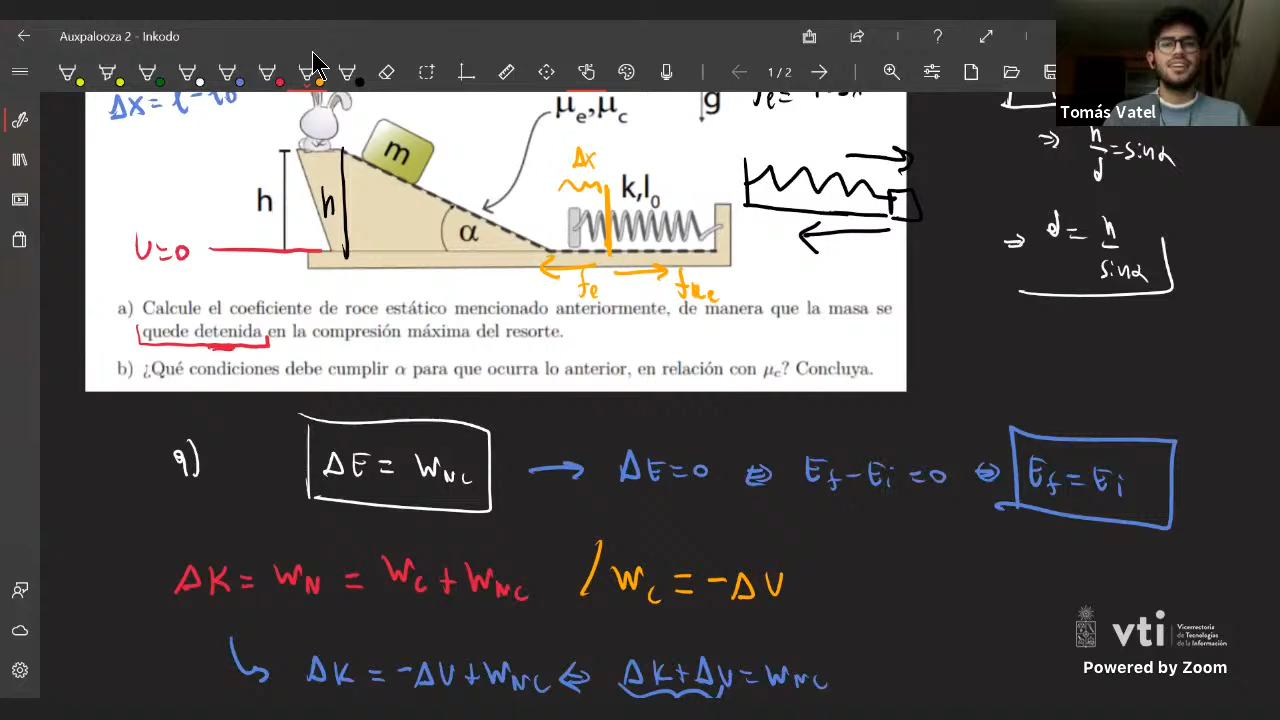 Auxpalooza 2 - Inkodo
1/2
Tomás Vatel
Δx = l - l0
μe, μc
g
m
Δx
k, l0
h
h
α
U=0
fe
fμe
⇒ h/d = sinα
⇒ d = h/sinα
a) Calcule el coeficiente de roce estático mencionado anteriormente, de manera que la masa se
quede detenida en la compresión máxima del resorte.
b) ¿Qué condiciones debe cumplir α para que ocurra lo anterior, en relación con μc? Concluya.
a) ΔE = WNC → ΔE=0 ⇔ Ef-Ei=0 ⇔ Ef=Ei
ΔK = WN = WC + WNC / WC = -ΔU
ΔK = -ΔU + WNC ⇔ ΔK+ΔU = WNC
vti Vicerrectoría de Tecnologías de la Información
Powered by Zoom